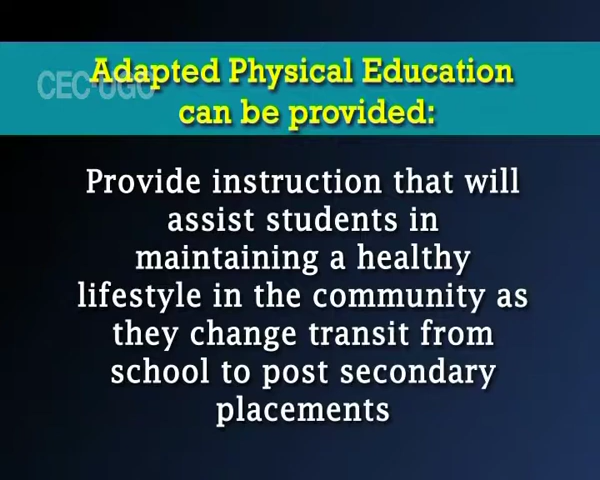 Adapted Physical Education
CEC-UGC
can be provided:
Provide instruction that will
assist students in
maintaining a healthy
lifestyle in the community as
they change transit from
school to post secondary
placements